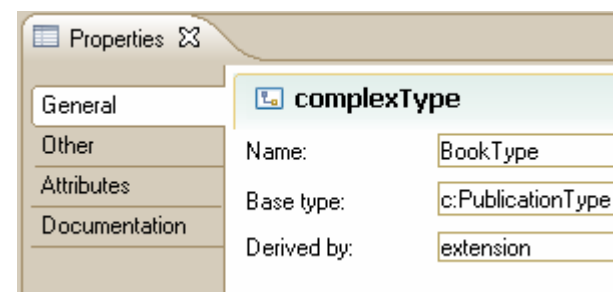 Properties
General
complexType
Other
Name: BookType
Attributes
Base type: c:PublicationType
Documentation
Derived by: extension